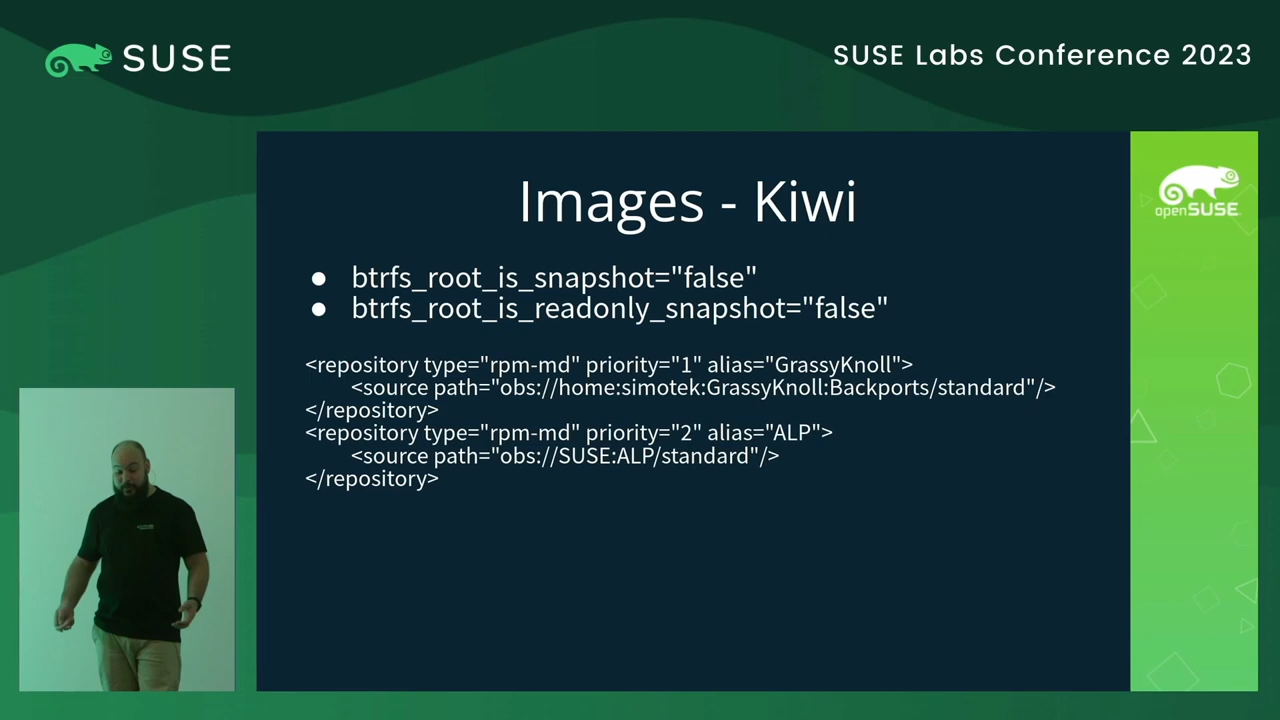 SUSE
SUSE Labs Conference 2023
Images - Kiwi
openSUSE
● btrfs_root_is_snapshot="false"
● btrfs_root_is_readonly_snapshot="false"
<repository type="rpm-md" priority="1" alias="GrassyKnoll">
<source path="obs://home:simotek:GrassyKnoll:Backports/standard"/>
</repository>
<repository type="rpm-md" priority="2" alias="ALP">
<source path="obs://SUSE:ALP/standard"/>
</repository>